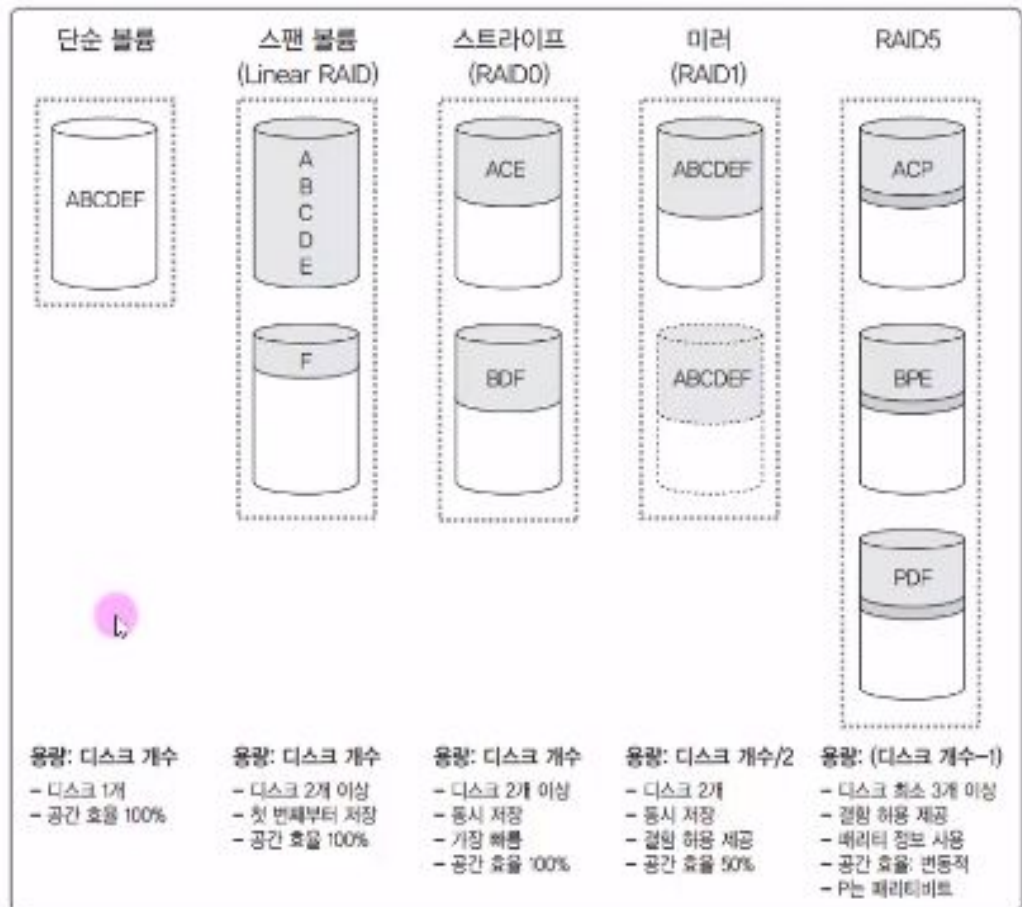 단순 볼륨
스팬 볼륨
(Linear RAID)
스트라이프
(RAID0)
미러
(RAID1)
RAID5
ABCDEF
A
B
C
D
E
F
ACE
BDF
ABCDEF
ABCDEF
ACP
BPE
PDF
용량: 디스크 개수
- 디스크 1개
- 공간 효율 100%
용량: 디스크 개수
- 디스크 2개 이상
- 첫 번째부터 저장
- 공간 효율 100%
용량: 디스크 개수
- 디스크 2개 이상
- 동시 저장
- 가장 빠름
- 공간 효율 100%
용량: 디스크 개수/2
- 디스크 2개
- 동시 저장
- 결함 허용 제공
- 공간 효율 50%
용량: (디스크 개수-1)
- 디스크 최소 3개 이상
- 결함 허용 제공
- 패리티 정보 사용
- 공간 효율: 변동적
- P는 패리티비트